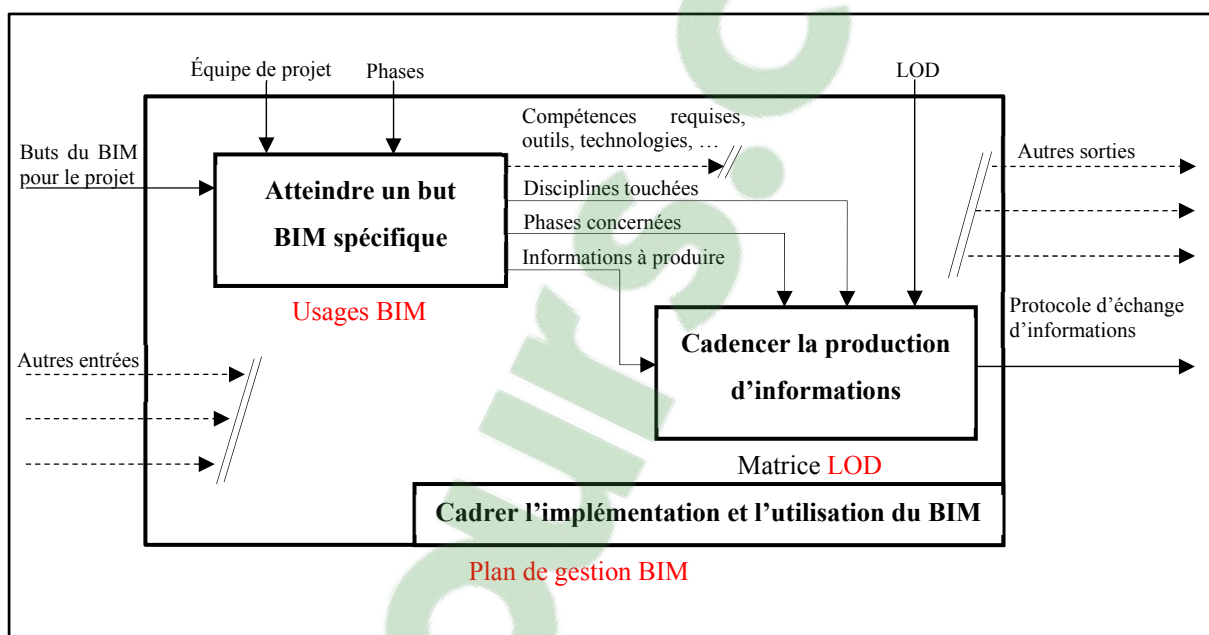 Équipe de projet
Phases
LOD
Buts du BIM
pour le projet
Compétences requises,
outils, technologies, …
Autres sorties
Atteindre un but
BIM spécifique
Disciplines touchées
Phases concernées
Informations à produire
Usages BIM
Protocole d’échange
d’informations
Autres entrées
Cadencer la production
d’informations
Matrice LOD
Cadrer l’implémentation et l’utilisation du BIM
Plan de gestion BIM
ours.c